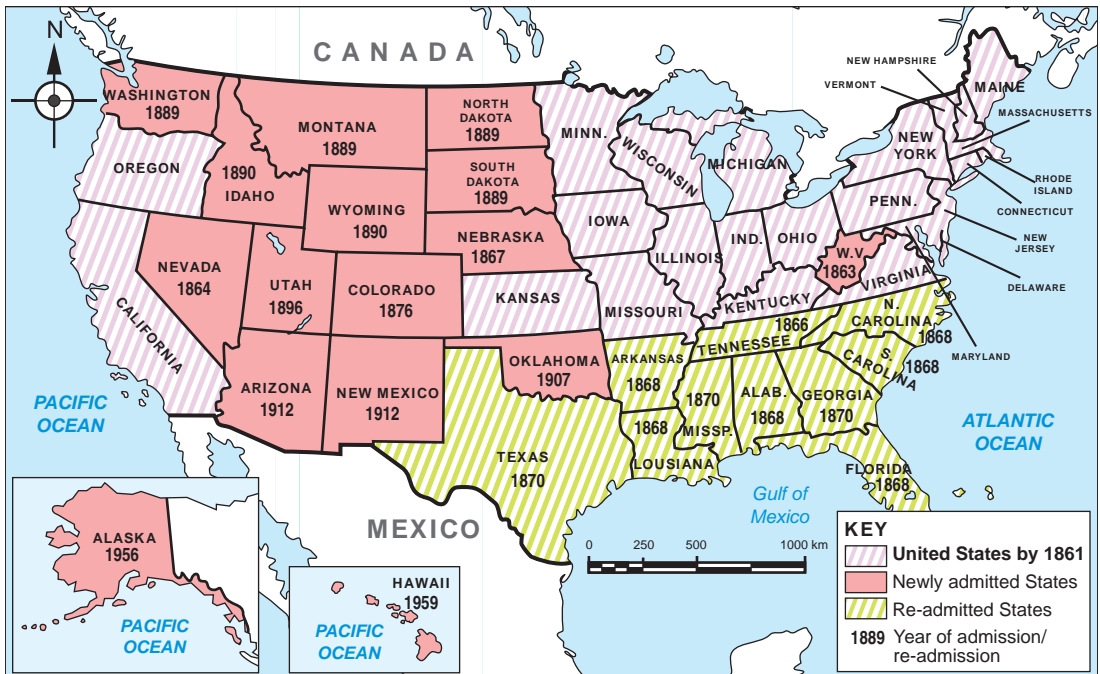 N
CANADA
WASHINGTON
1889
MONTANA
1889
NORTH
DAKOTA
1889
MINN.
OREGON
1890
IDAHO
SOUTH
DAKOTA
1889
WISCONSIN
MICHIGAN
WYOMING
1890
NEBRASKA
1867
IOWA
NEVADA
1864
UTAH
1896
COLORADO
1876
KANSAS
CALIFORNIA
ILLINOIS
IND.
OHIO
MISSOURI
KENTUCKY
W.V.
1863
VIRGINIA
PENN.
NEW
YORK
NEW HAMPSHIRE
VERMONT
MAINE
MASSACHUSETTS
RHODE
ISLAND
CONNECTICUT
NEW
JERSEY
DELAWARE
MARYLAND
ARIZONA
1912
NEW MEXICO
1912
OKLAHOMA
1907
ARKANSAS
1868
1866
TENNESSEE
N.
CAROLINA
1868
S.
CAROLINA
1868
TEXAS
1870
1868
LOUSIANA
1870
MISSP.
ALAB.
1868
GEORGIA
1870
FLORIDA
1868
PACIFIC
OCEAN
ATLANTIC
OCEAN
Gulf of
Mexico
MEXICO
0 250 500 1000 km
ALASKA
1956
PACIFIC
OCEAN
HAWAII
1959
PACIFIC
OCEAN
KEY
United States by 1861
Newly admitted States
Re-admitted States
1889 Year of admission/
re-admission